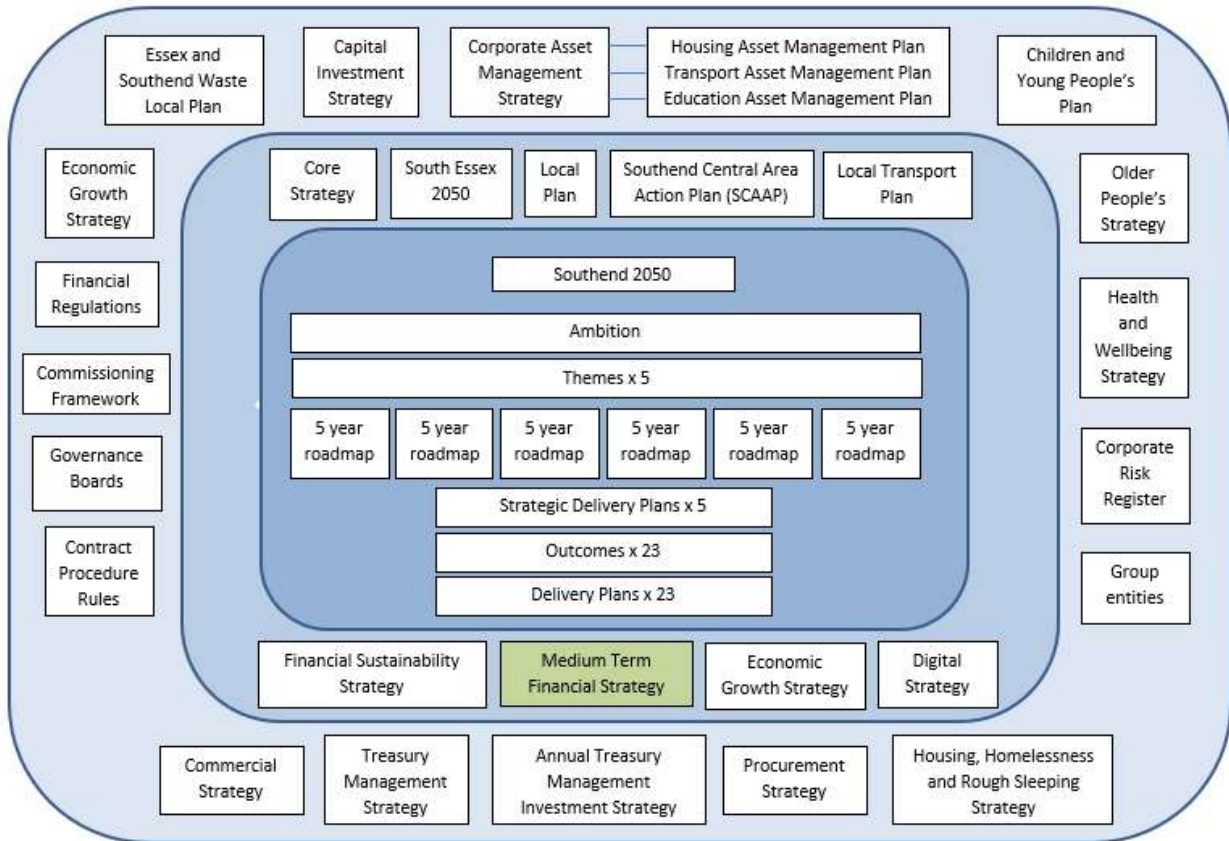 Essex and
Southend Waste
Local Plan
Capital
Investment
Strategy
Corporate Asset
Management
Strategy
Housing Asset Management Plan
Transport Asset Management Plan
Education Asset Management Plan
Children and
Young People's
Plan
Economic
Growth
Strategy
Financial
Regulations
Commissioning
Framework
Governance
Boards
Contract
Procedure
Rules
Core
Strategy
South Essex
2050
Local
Plan
Southend Central Area
Action Plan (SCAAP)
Local Transport
Plan
Southend 2050
Ambition
Themes x 5
5 year
roadmap
5 year
roadmap
5 year
roadmap
5 year
roadmap
5 year
roadmap
5 year
roadmap
Strategic Delivery Plans x 5
Outcomes x 23
Delivery Plans x 23
Financial Sustainability
Strategy
Medium Term
Financial Strategy
Economic
Growth Strategy
Digital
Strategy
Older
People's
Strategy
Health
and
Wellbeing
Strategy
Corporate
Risk
Register
Group
entities
Commercial
Strategy
Treasury
Management
Strategy
Annual Treasury
Management
Investment Strategy
Procurement
Strategy
Housing, Homelessness
and Rough Sleeping
Strategy